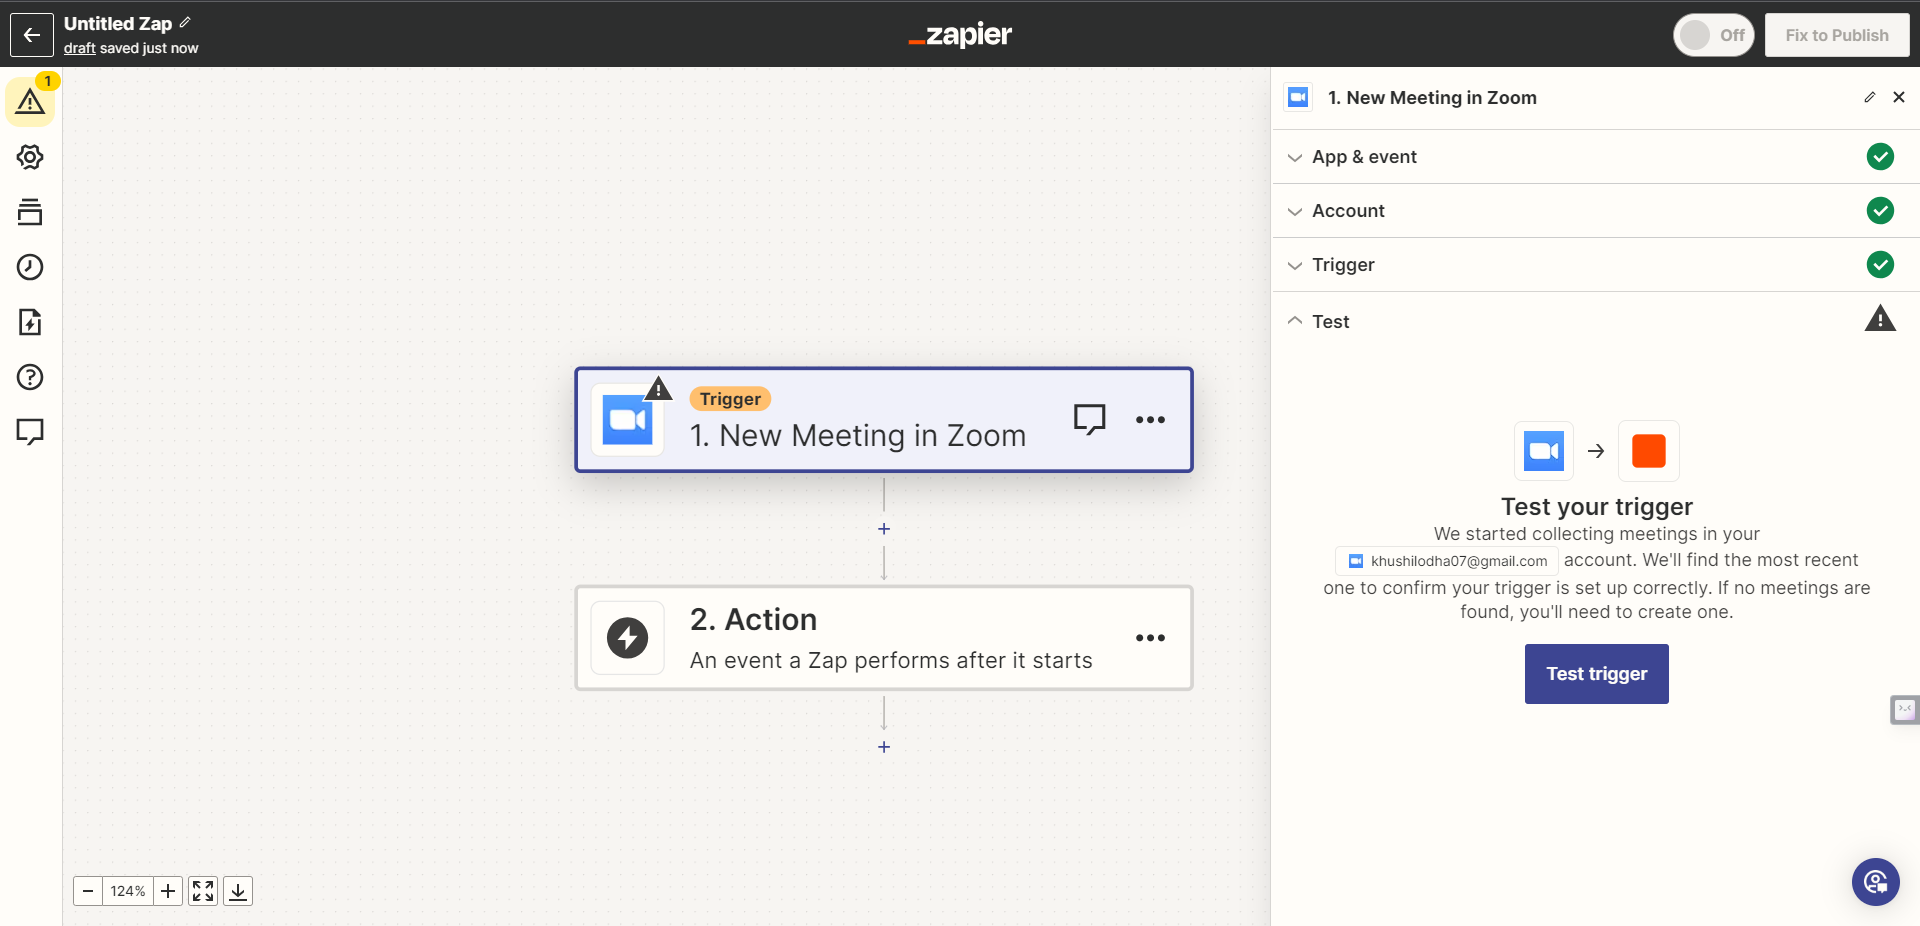 Untitled Zap
draft saved just now
zapier
Off
Fix to Publish
1
1. New Meeting in Zoom
App & event
Account
Trigger
Test
Trigger
1. New Meeting in Zoom
2. Action
An event a Zap performs after it starts
Test your trigger
We started collecting meetings in your
khushilodha07@gmail.com account. We'll find the most recent
one to confirm your trigger is set up correctly. If no meetings are
found, you'll need to create one.
Test trigger
124%